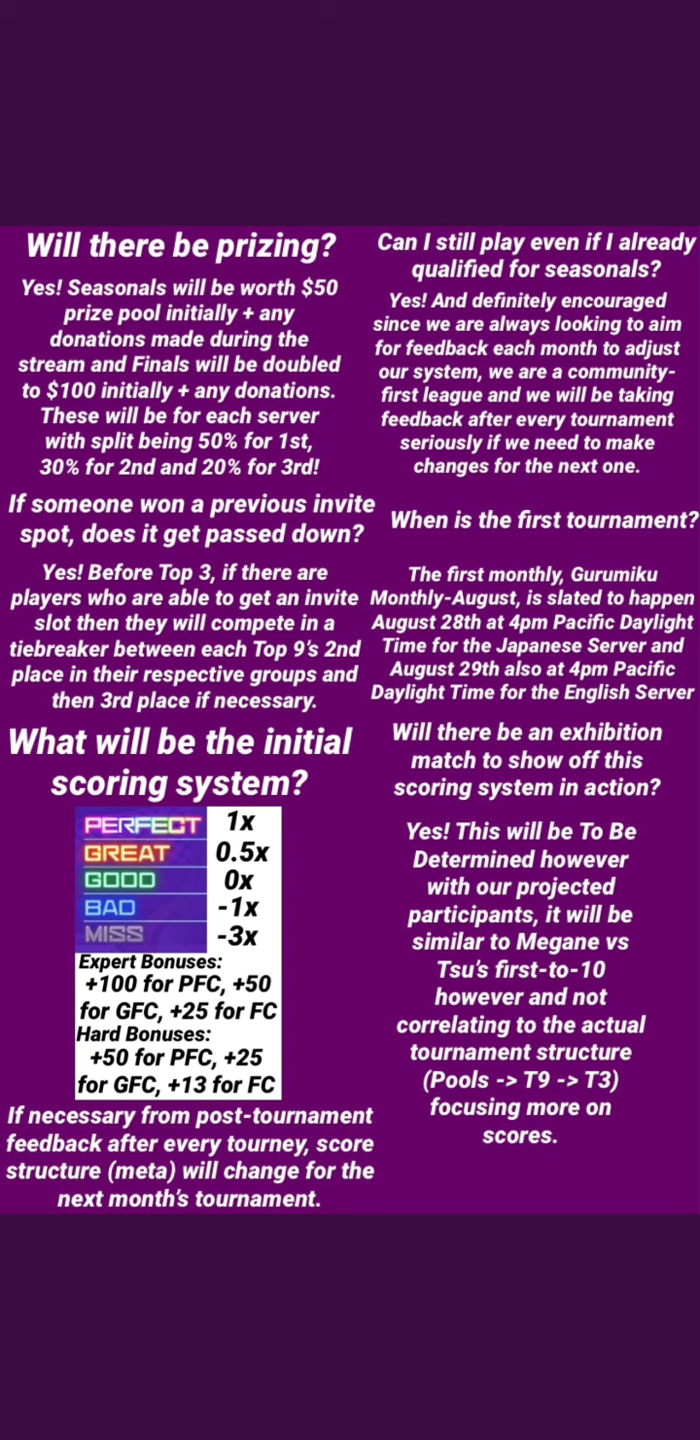 Will there be prizing?
Yes! Seasonals will be worth $50
prize pool initially + any
donations made during the
stream and Finals will be doubled
to $100 initially + any donations.
These will be for each server
with split being 50% for 1st,
30% for 2nd and 20% for 3rd!
If someone won a previous invite
spot, does it get passed down?
Yes! Before Top 3, if there are
players who are able to get an invite
slot then they will compete in a
tiebreaker between each Top 9's 2nd
place in their respective groups and
then 3rd place if necessary.
What will be the initial
scoring system?
PERFECT 1x
GREAT 0.5x
GOOD 0x
BAD -1x
MISS -3x
Expert Bonuses:
+100 for PFC, +50
for GFC, +25 for FC
Hard Bonuses:
+50 for PFC, +25
for GFC, +13 for FC
If necessary from post-tournament
feedback after every tourney, score
structure (meta) will change for the
next month's tournament.
Can I still play even if I already
qualified for seasonals?
Yes! And definitely encouraged
since we are always looking to aim
for feedback each month to adjust
our system, we are a community-
first league and we will be taking
feedback after every tournament
seriously if we need to make
changes for the next one.
When is the first tournament?
The first monthly, Gurumiku
Monthly-August, is slated to happen
August 28th at 4pm Pacific Daylight
Time for the Japanese Server and
August 29th also at 4pm Pacific
Daylight Time for the English Server
Will there be an exhibition
match to show off this
scoring system in action?
Yes! This will be To Be
Determined however
with our projected
participants, it will be
similar to Megane vs
Tsu's first-to-10
however and not
correlating to the actual
tournament structure
(Pools -> T9 -> T3)
focusing more on
scores.